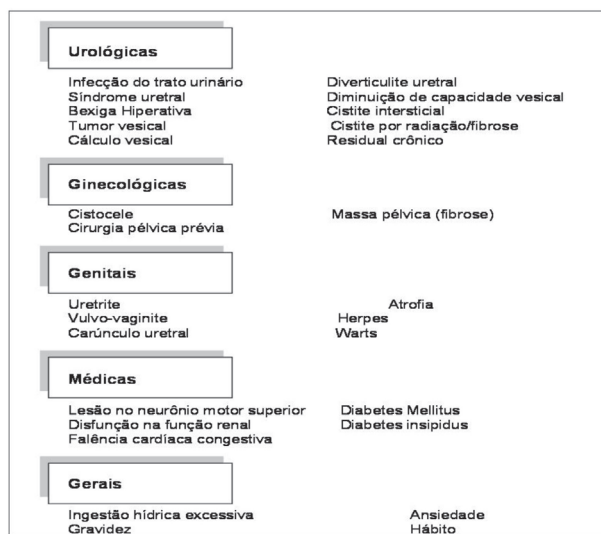 Urológicas
Infecção do trato urinário Diverticulite uretral
Síndrome uretral Diminuição de capacidade vesical
Bexiga Hiperativa Cistite intersticial
Tumor vesical Cistite por radiação/fibrose
Cálculo vesical Residual crônico
Ginecológicas
Cistocele Massa pélvica (fibrose)
Cirurgia pélvica prévia
Genitais
Uretrite Atrofia
Vulvo-vaginite Herpes
Carúnculo uretral Warts
Médicas
Lesão no neurônio motor superior Diabetes Mellitus
Disfunção na função renal Diabetes insipidus
Falência cardíaca congestiva
Gerais
Ingestão hídrica excessiva Ansiedade
Gravidez Hábito